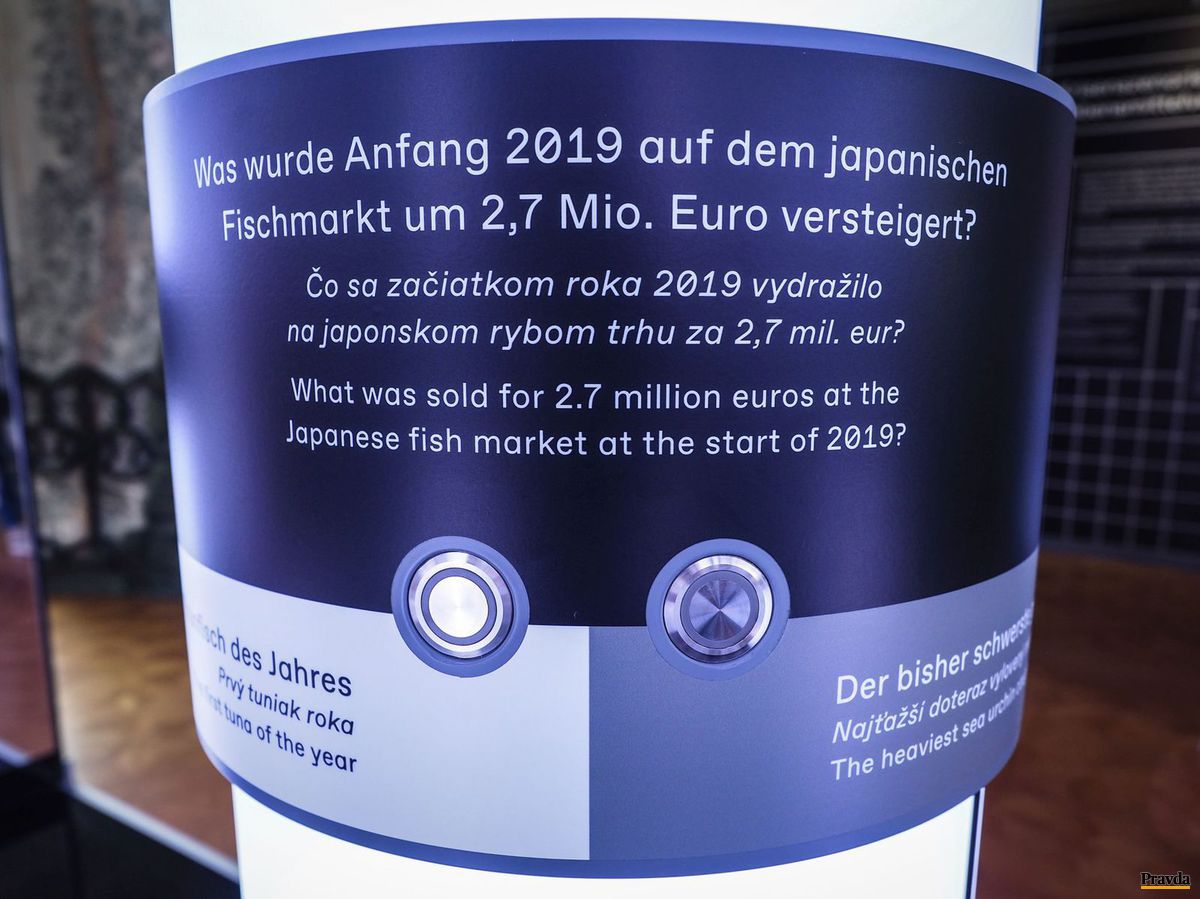 Was wurde Anfang 2019 auf dem japanischen
Fischmarkt um 2,7 Mio. Euro versteigert?
Čo sa začiatkom roka 2019 vydražilo
na japonskom rybom trhu za 2,7 mil. eur?
What was sold for 2.7 million euros at the
Japanese fish market at the start of 2019?
des Jahres
Prvý tuniak roka
first tuna of the year
Der bisher
Najťažší doteraz
The heaviest sea urchin
Pravda